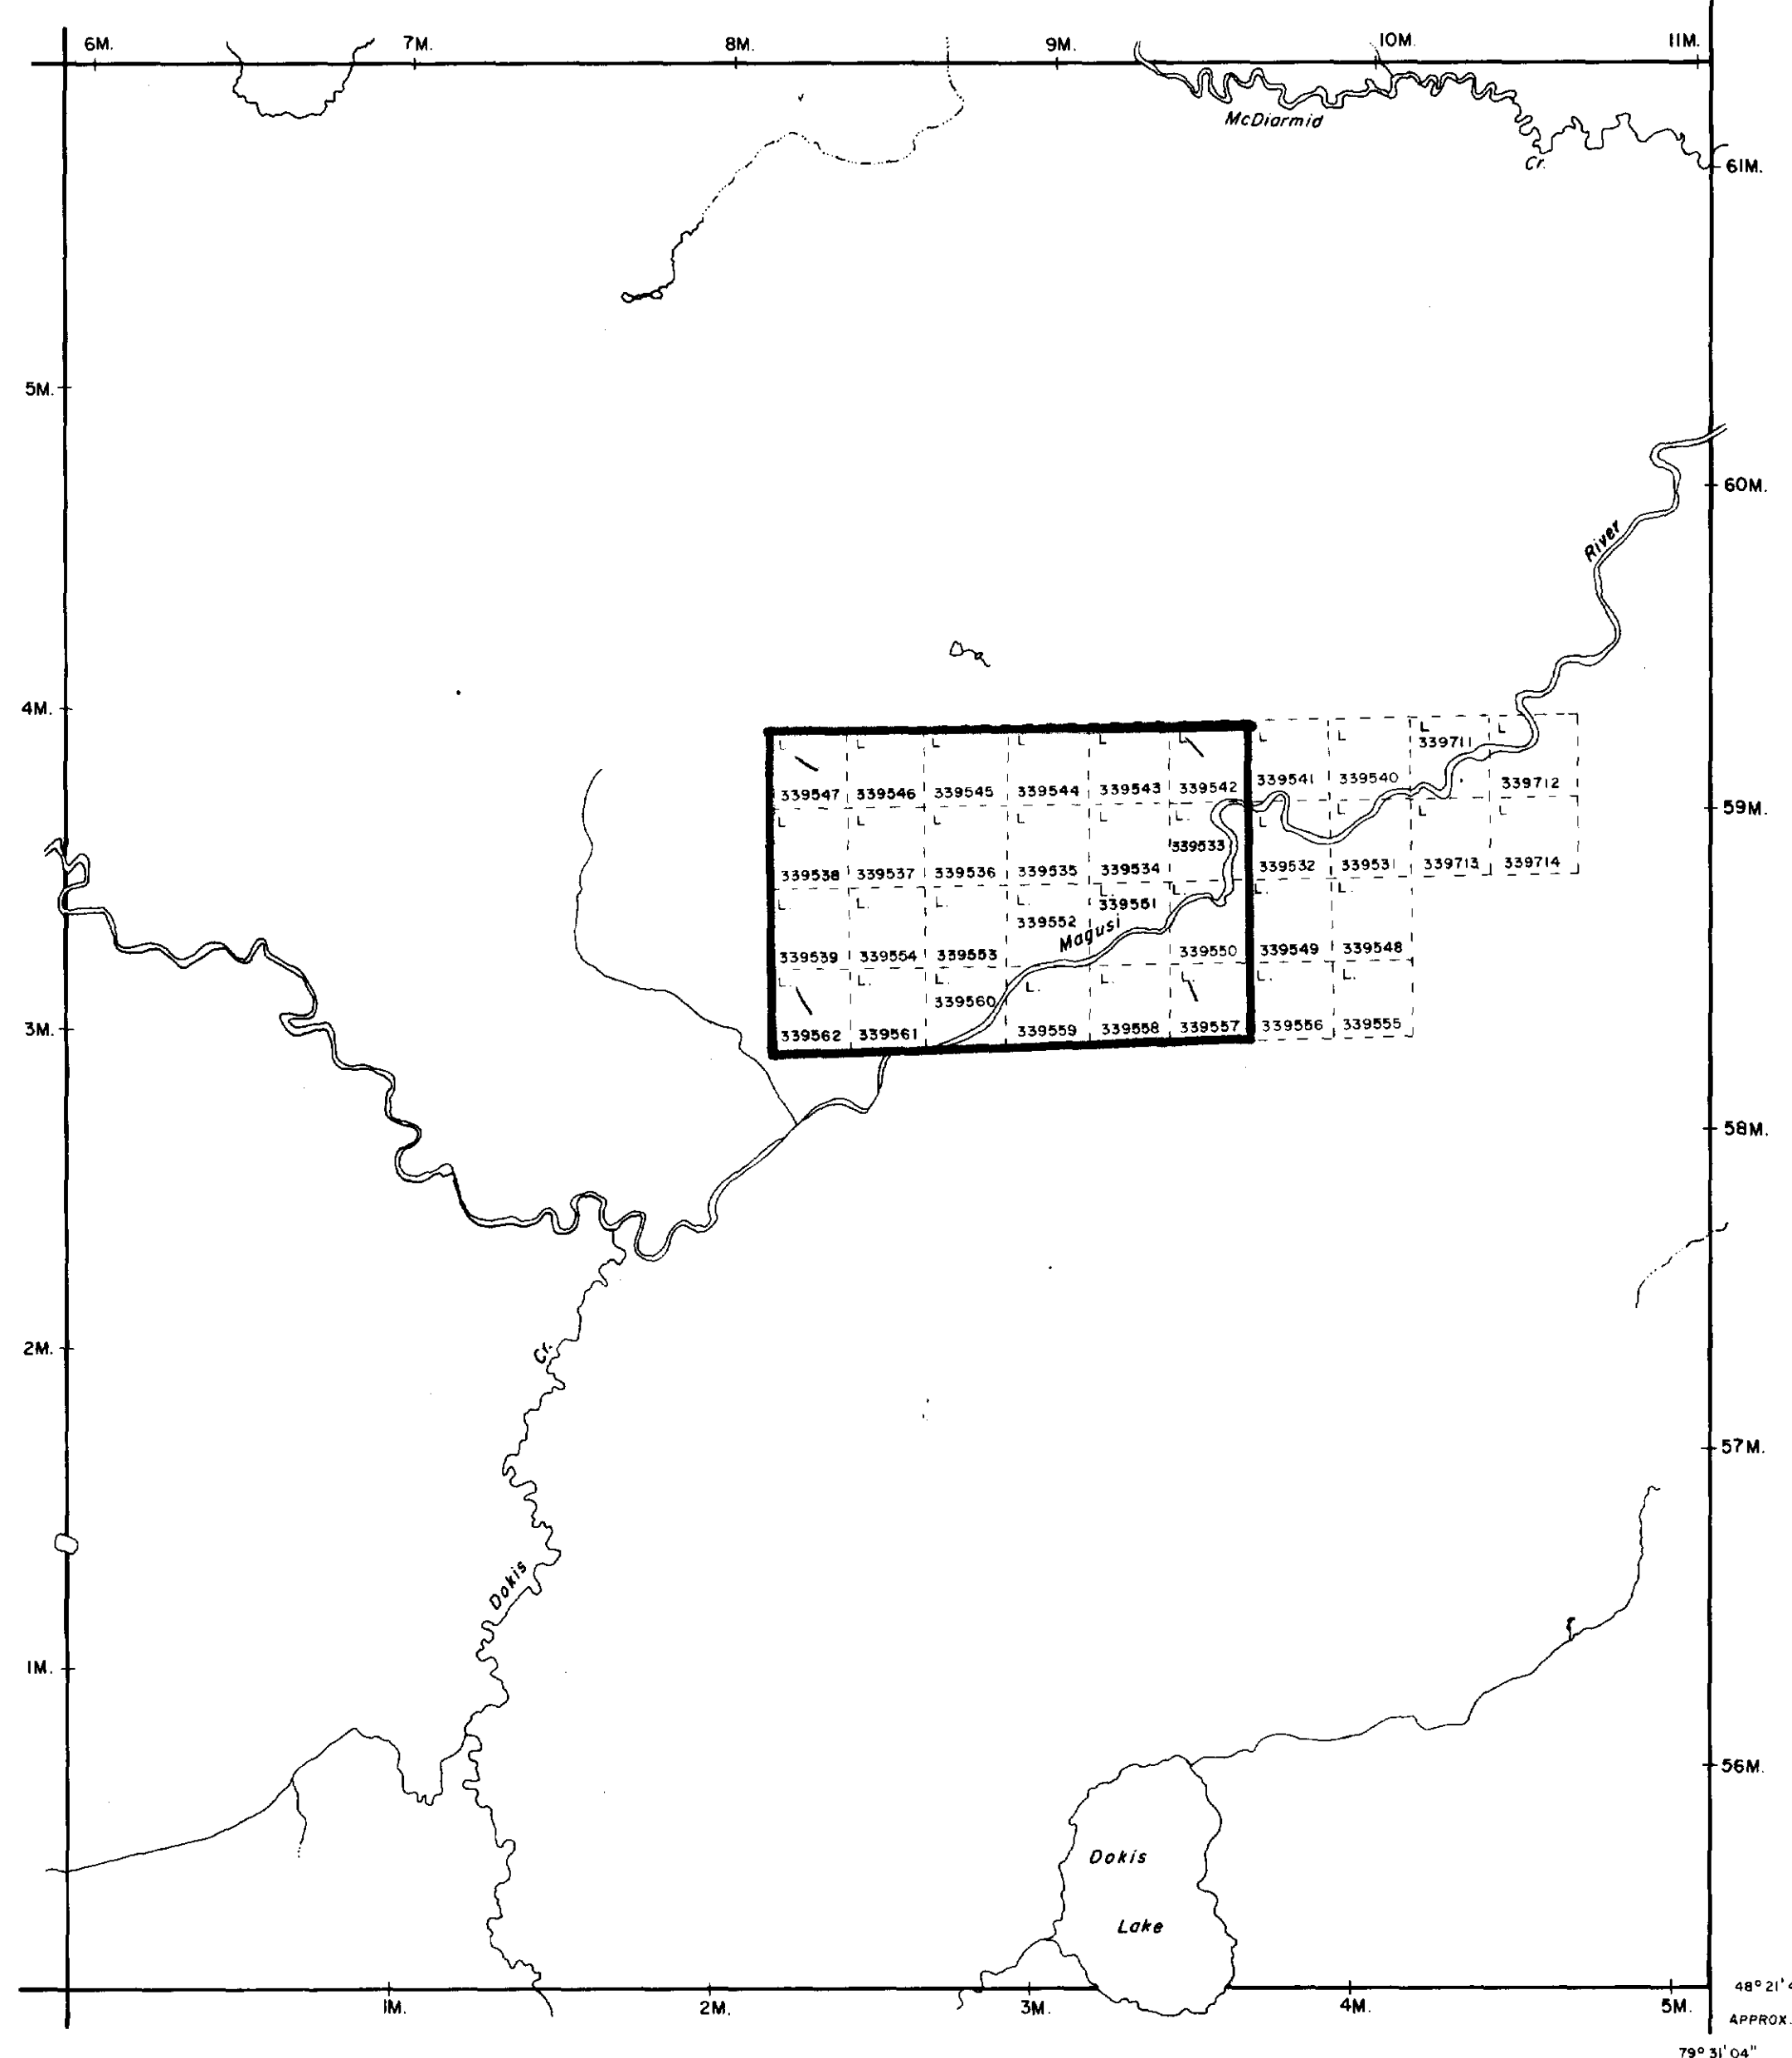 6M. 7M. 8M. 9M. 10M. 11M.
McDiarmid
Cr.
61M.
5M.
60M.
River
4M.
L. L. L. L. L. L. L. L. L. L.
339711
339547 339546 339545 339544 339543 339542 339541 339540 339712
59M.
L. L. L. L. L. L. L. L. L. L.
339533
339538 339537 339536 339535 339534 339532 339531 339713 339714
L. L. L. L. L. L. L. L.
339551
339552
Magusi
339539 339554 339553 339550 339549 339548
L. L. L. L. L. L. L. L.
339560
3M.
339562 339561 339559 339558 339557 339556 339555
58M.
2M.
Cr.
57M.
Dokis
1M.
56M.
Dokis
Lake
1M. 2M. 3M. 4M. 5M.
48° 21'
APPROX.
79° 31' 04"